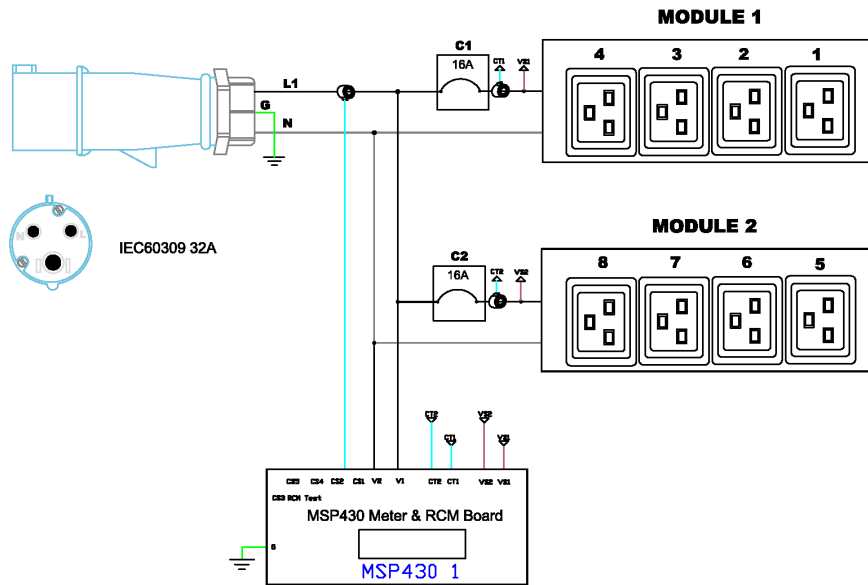 MODULE 1
C1
16A
CT1
VS1
4 3 2 1
L1
G
N
IEC60309 32A
N L
MODULE 2
C2
16A
CT2
VS2
8 7 6 5
CT2
CT1
VS2
VS1
CS4 CS2 CS1 V2 V1 CT2 CT1 VS2 VS1
CS3 RCM Test
MSP430 Meter & RCM Board
G
MSP430 1